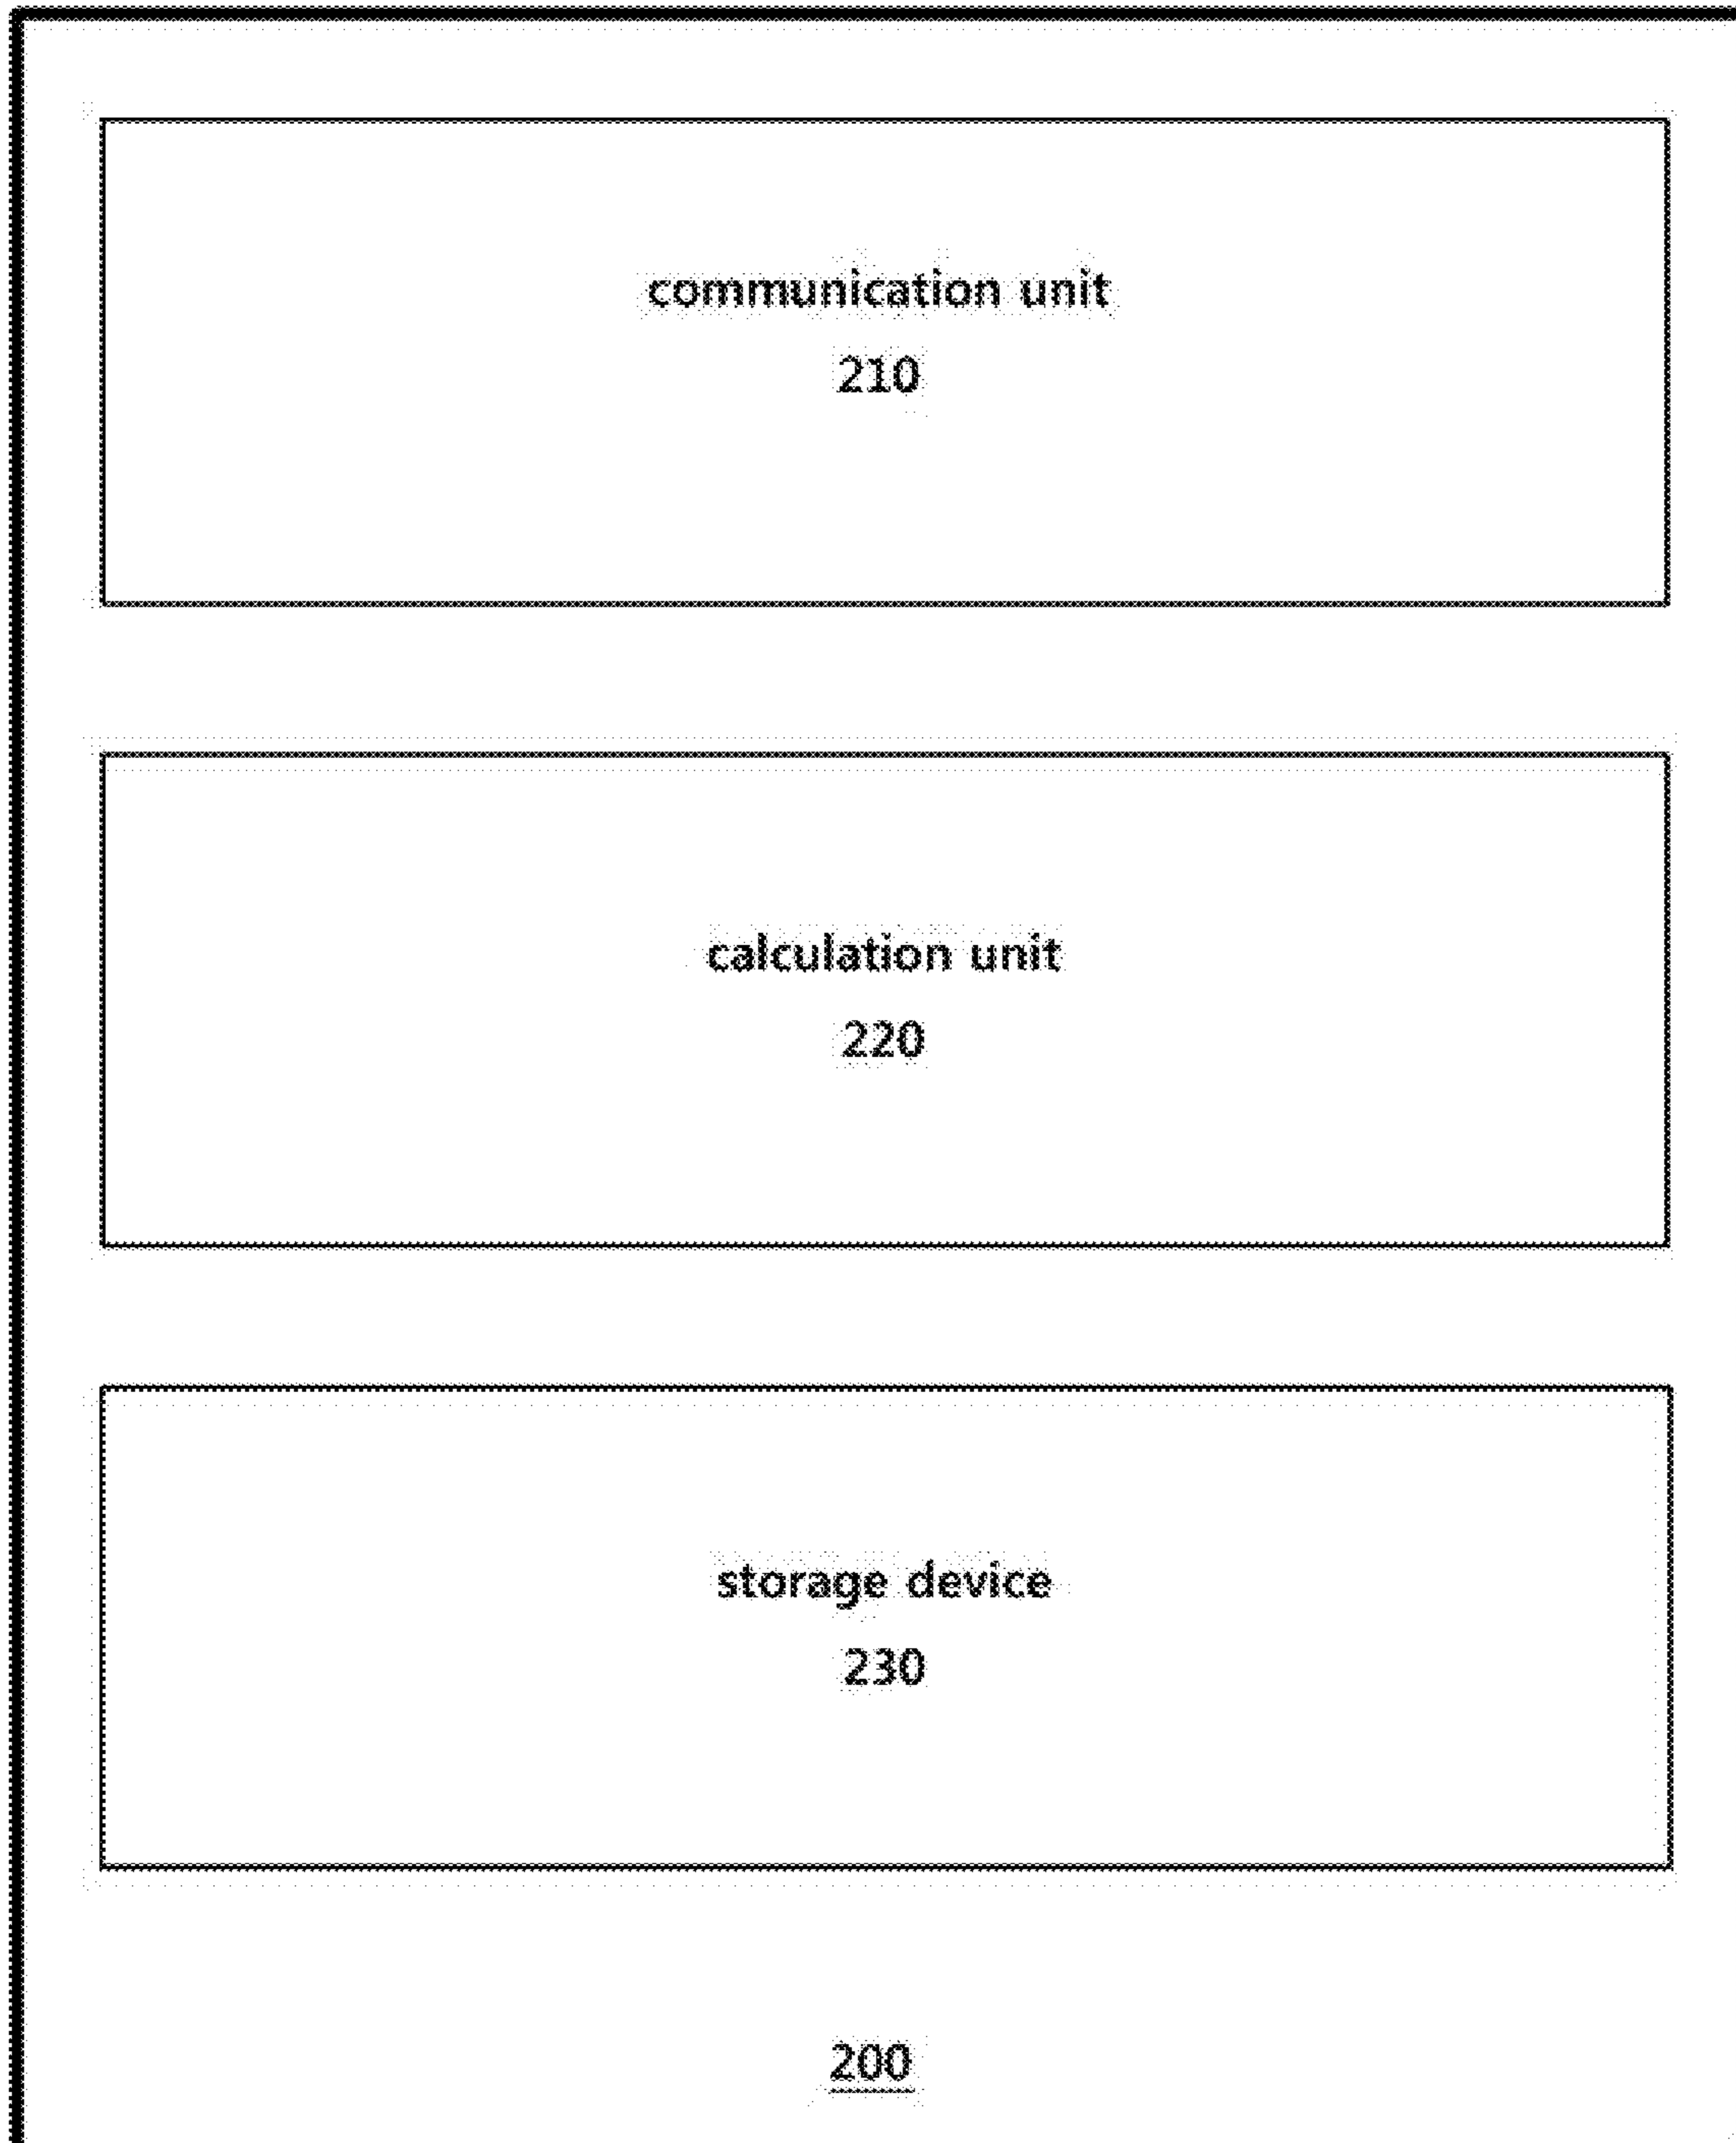 communication unit
210
calculation unit
220
storage device
230
200